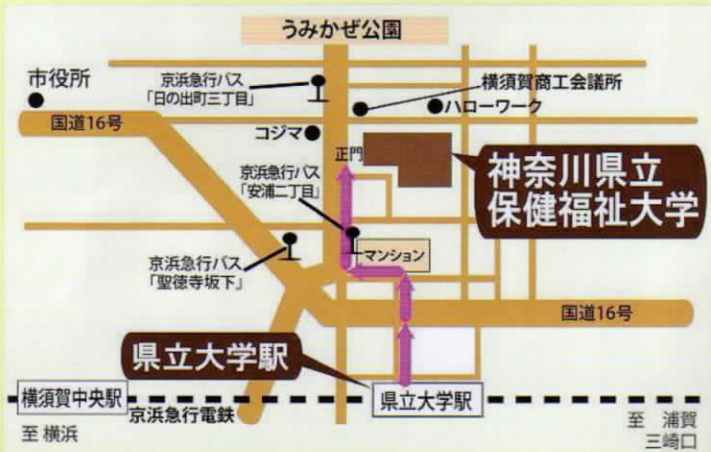 うみかぜ公園
市役所
京浜急行バス
「日の出町三丁目」
横須賀商工会議所
ハローワーク
国道16号
コジマ
正門
神奈川県立
保健福祉大学
京浜急行バス
「安浦二丁目」
マンション
京浜急行バス
「聖徳寺坂下」
国道16号
県立大学駅
横須賀中央駅
京浜急行電鉄
県立大学駅
至 横浜
至 浦賀
三崎口